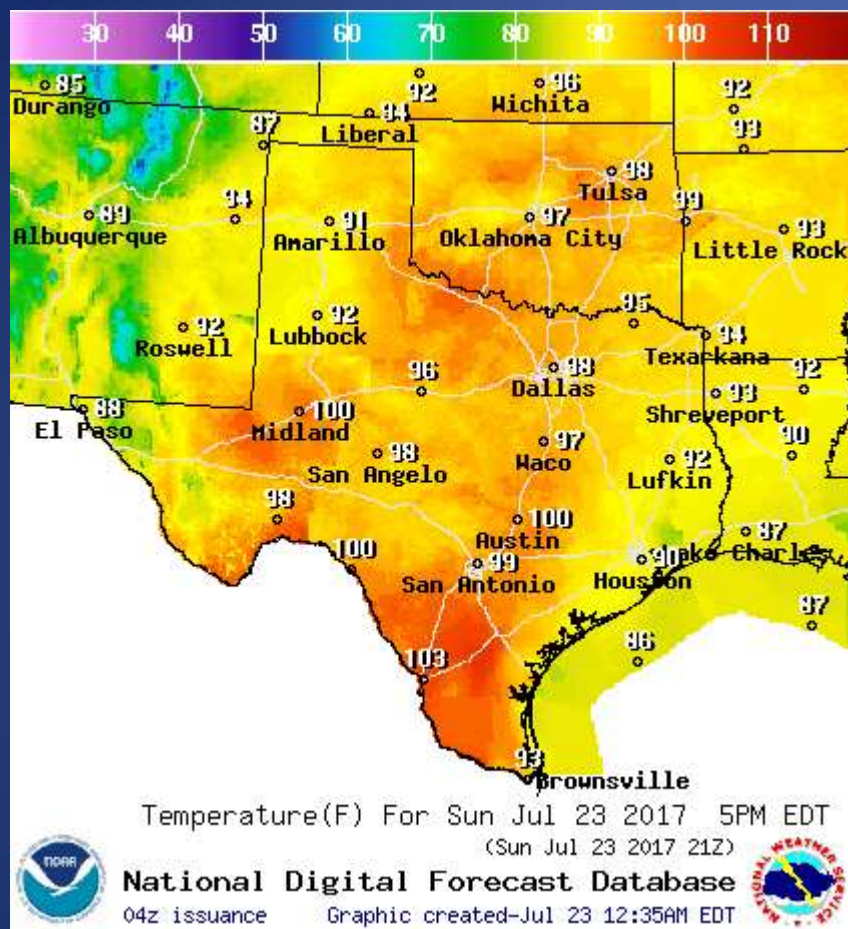 30 40 50 60 70 80 90 100 110
85
Durango
92
96
Wichita
92
94
Liberal
93
87
98
Tulsa
89
Albuquerque
94
91
Amarillo
97
Oklahoma City
99
93
Little Rock
92
Roswell
92
Lubbock
95
94
Texarkana
98
Dallas
96
93
Shreveport
92
88
El Paso
100
Midland
98
San Angelo
97
Waco
92
Lufkin
90
98
100
Austin
87
Lake Charles
100
99
San Antonio
90
Houston
87
86
103
93
Brownsville
Temperature(F) For Sun Jul 23 2017 5PM EDT
(Sun Jul 23 2017 21Z)
NOAA
National Digital Forecast Database
04z issuance Graphic created-Jul 23 12:35AM EDT
NATIONAL WEATHER SERVICE